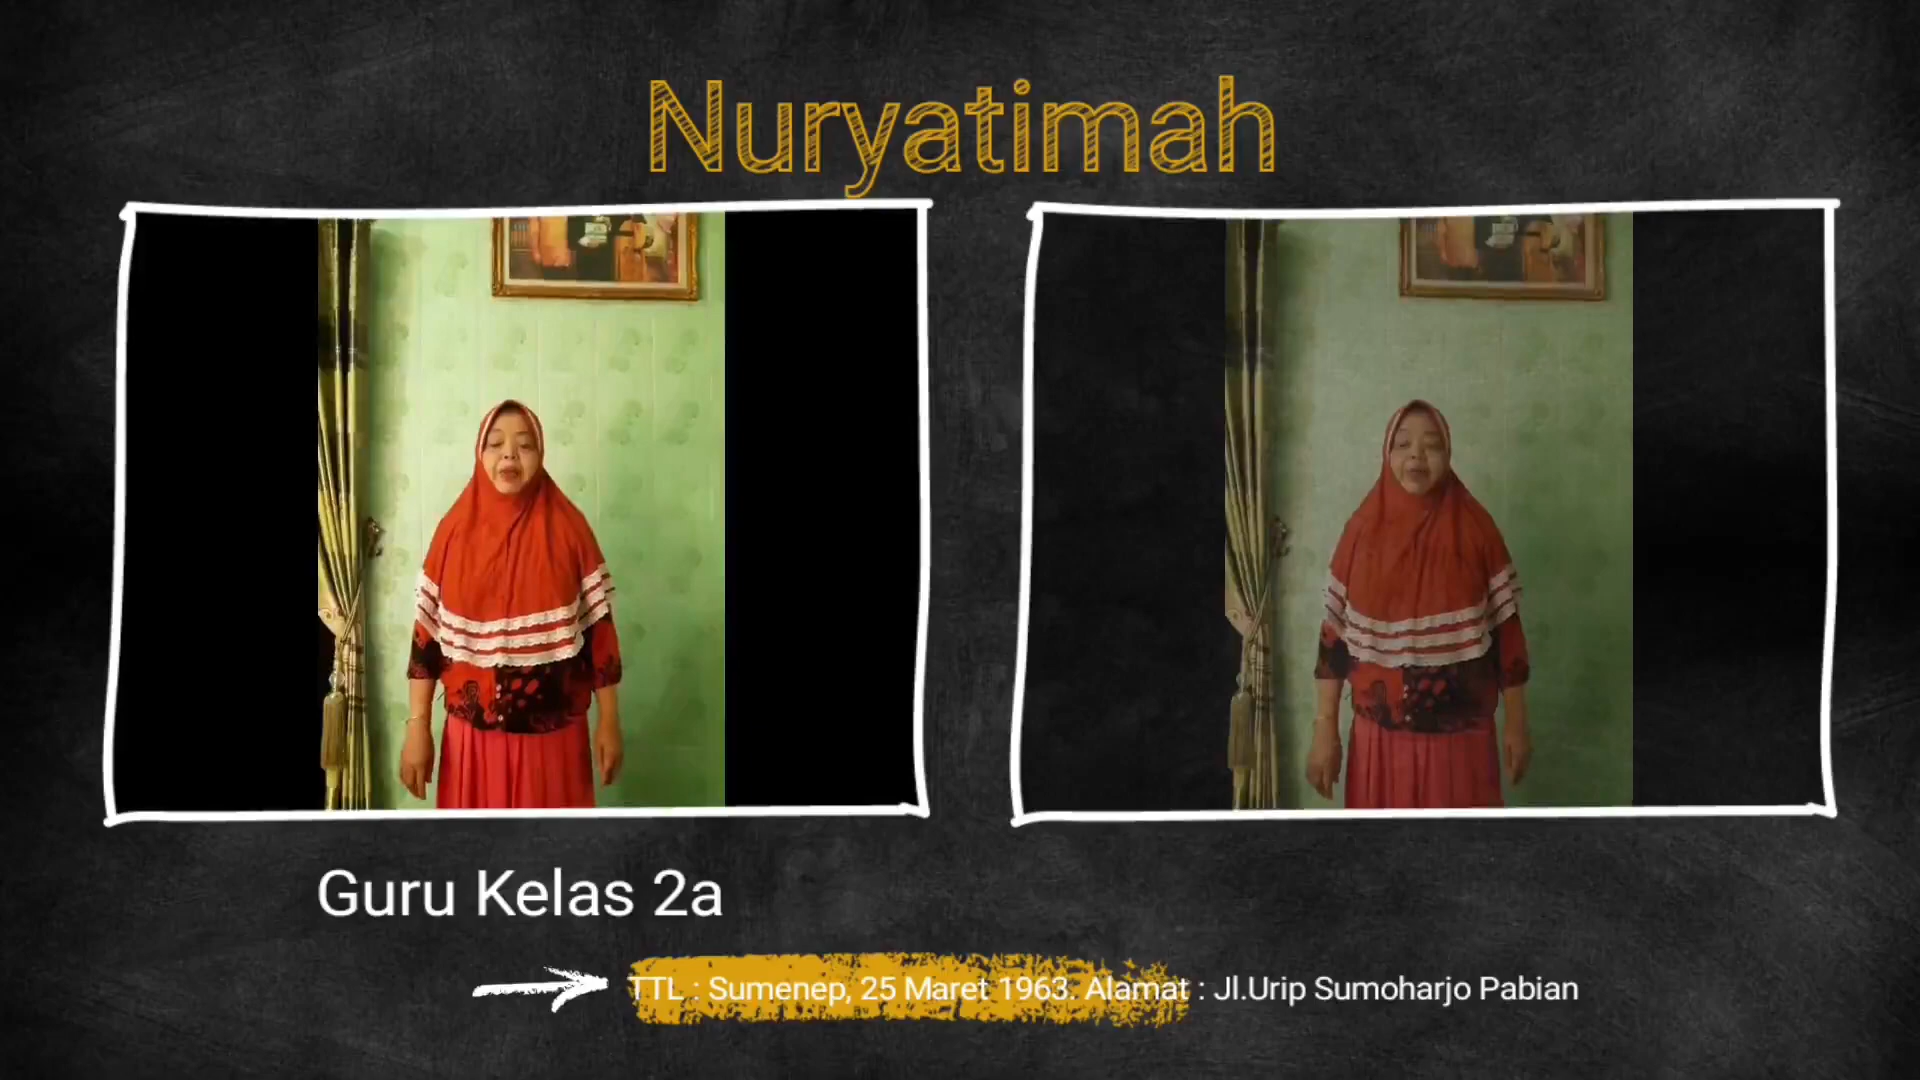 Nuryatimah
Guru Kelas 2a
TTL : Sumenep, 25 Maret 1963. Alamat : Jl.Urip Sumoharjo Pabian